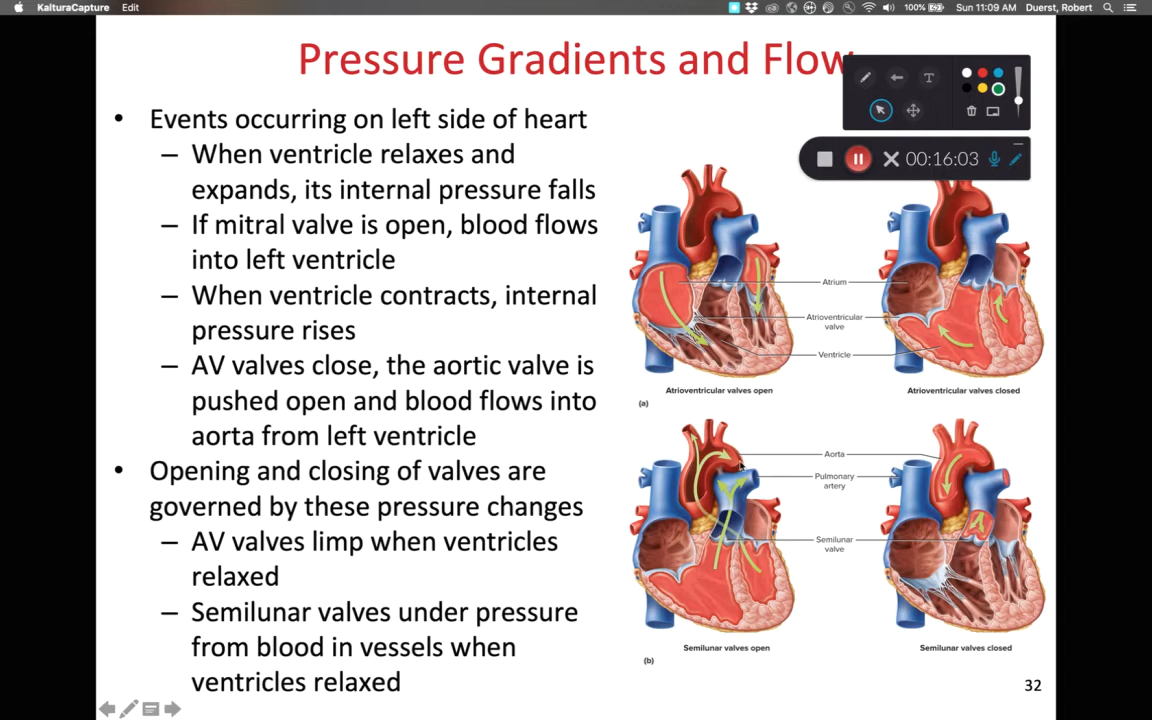 KalturaCapture Edit 100% Sun 11:09 AM Duerst, Robert
Pressure Gradients and Flow
T
00:16:03
• Events occurring on left side of heart
– When ventricle relaxes and
expands, its internal pressure falls
– If mitral valve is open, blood flows
into left ventricle
– When ventricle contracts, internal
pressure rises
– AV valves close, the aortic valve is
pushed open and blood flows into
aorta from left ventricle
• Opening and closing of valves are
governed by these pressure changes
– AV valves limp when ventricles
relaxed
– Semilunar valves under pressure
from blood in vessels when
ventricles relaxed
Atrium
Atrioventricular
valve
Ventricle
Atrioventricular valves open
Atrioventricular valves closed
(a)
Aorta
Pulmonary
artery
Semilunar
valve
Semilunar valves open
Semilunar valves closed
(b)
32